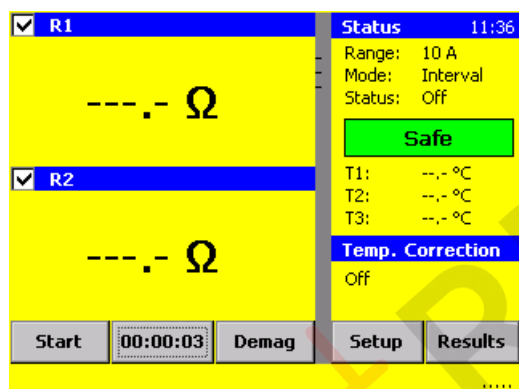 R1
---.- Ω
R2
---.- Ω
Status 11:36
Range: 10 A
Mode: Interval
Status: Off
Safe
T1: --.- °C
T2: --.- °C
T3: --.- °C
Temp. Correction
Off
Start 00:00:03 Demag Setup Results